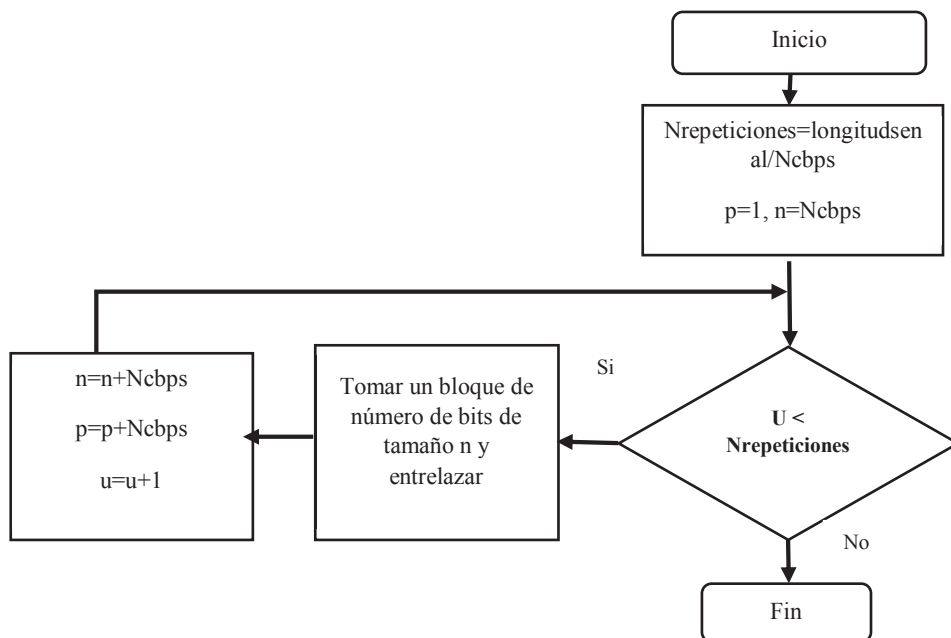 Inicio
Nrepeticiones=longitudsen
al/Ncbps
p=1, n=Ncbps
U <
Nrepeticiones
Si
Tomar un bloque de
número de bits de
tamaño n y
entrelazar
n=n+Ncbps
p=p+Ncbps
u=u+1
No
Fin